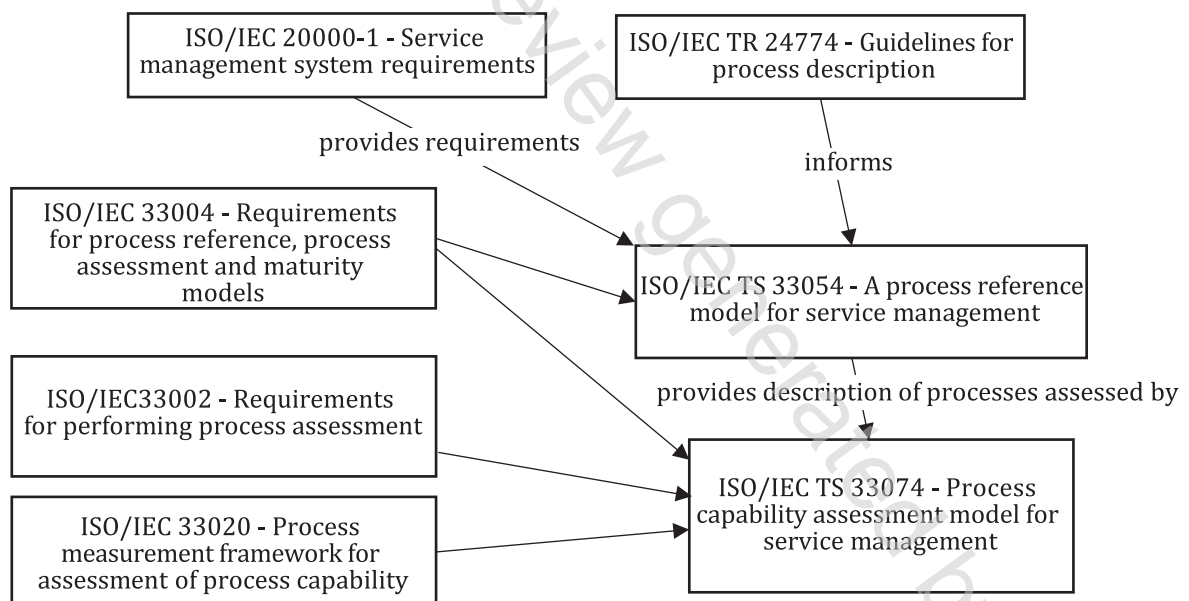 ISO/IEC 20000-1 - Service
management system requirements
ISO/IEC TR 24774 - Guidelines for
process description
provides requirements
informs
ISO/IEC 33004 - Requirements
for process reference, process
assessment and maturity
models
ISO/IEC TS 33054 - A process reference
model for service management
ISO/IEC33002 - Requirements
for performing process assessment
provides description of processes assessed by
ISO/IEC TS 33074 - Process
capability assessment model for
service management
ISO/IEC 33020 - Process
measurement framework for
assessment of process capability
eview generated b